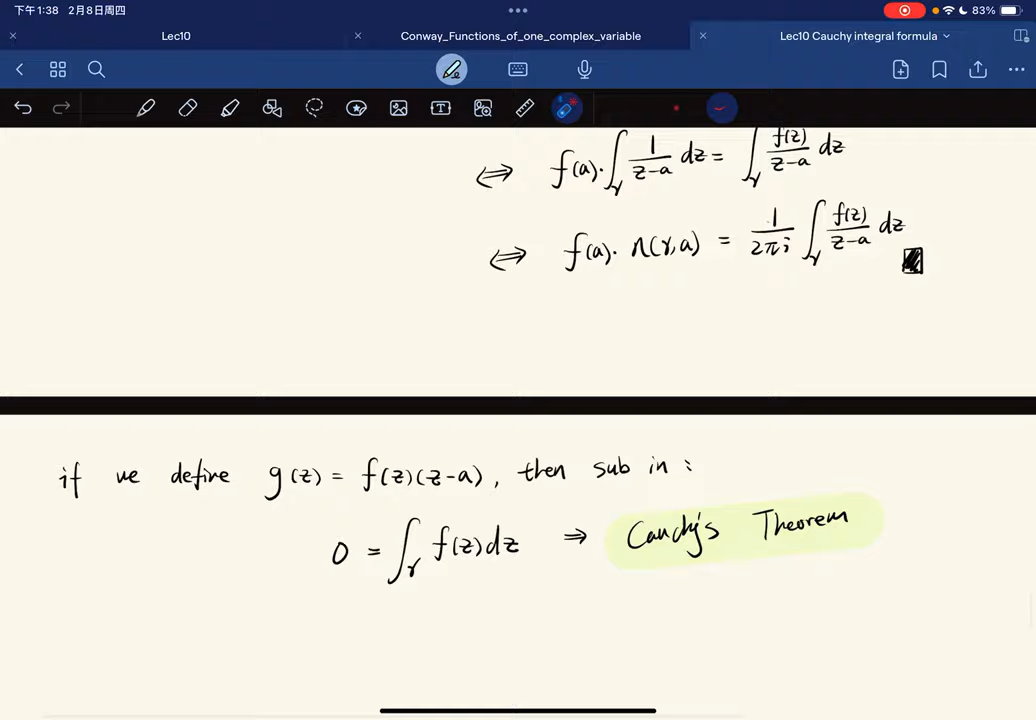 下午1:38 2月8日周四
83%
Lec10
Conway_Functions_of_one_complex_variable
Lec10 Cauchy integral formula
⟺ f(a)·∫_γ 1/(z-a) dz = ∫_γ f(z)/(z-a) dz
⟺ f(a)· n(γ,a) = 1/(2πi) ∫_γ f(z)/(z-a) dz
if we define g(z) = f(z)(z-a), then sub in :
0 = ∫_γ f(z)dz ⇒ Cauchy's Theorem